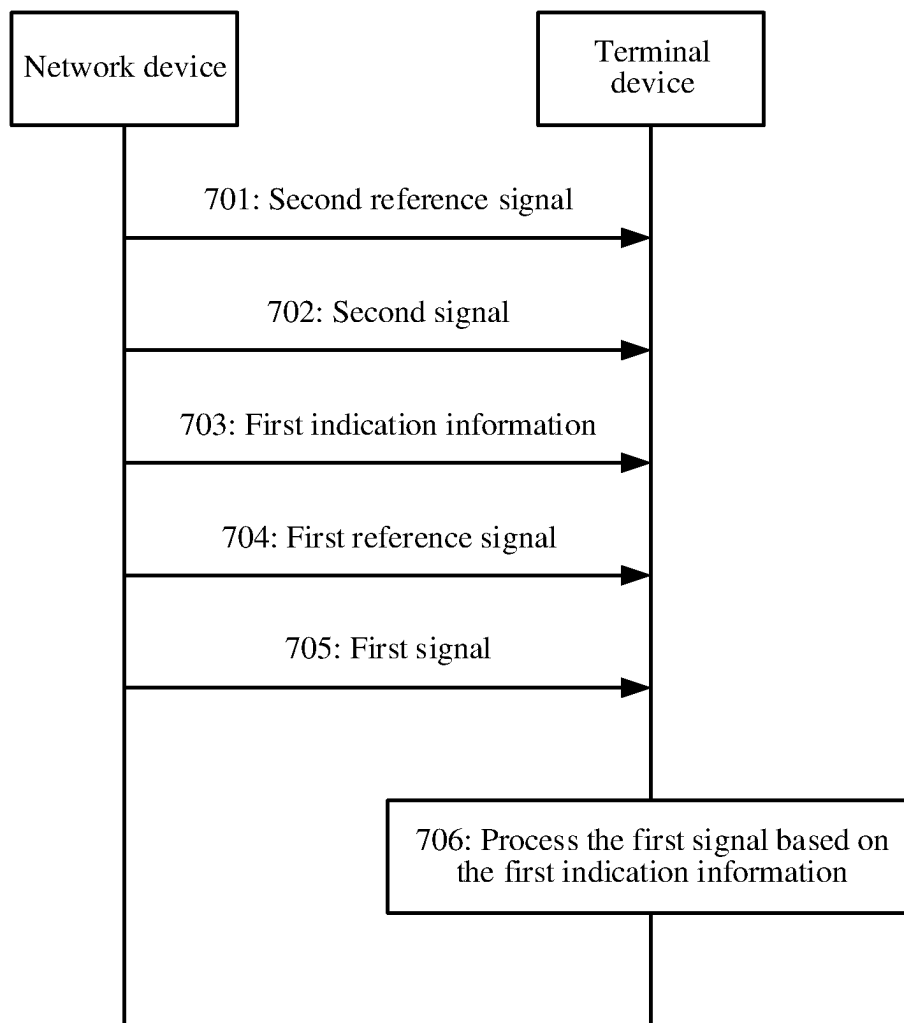 Network device
Terminal
device
701: Second reference signal
702: Second signal
703: First indication information
704: First reference signal
705: First signal
706: Process the first signal based on
the first indication information